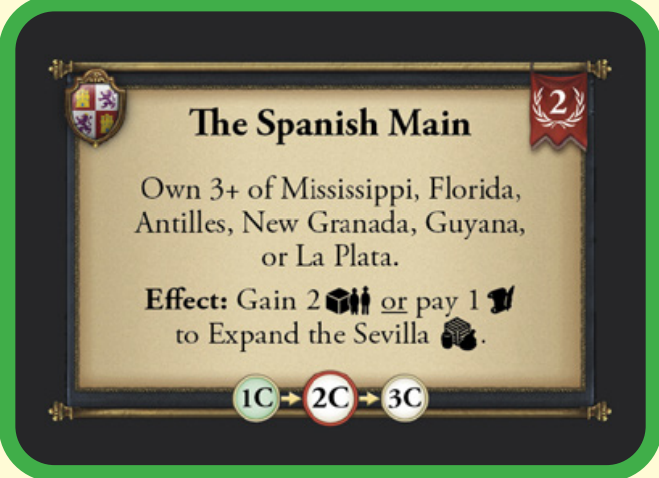 The Spanish Main
2
Own 3+ of Mississippi, Florida,
Antilles, New Granada, Guyana,
or La Plata.
Effect: Gain 2 or pay 1
to Expand the Sevilla .
1C 2C 3C